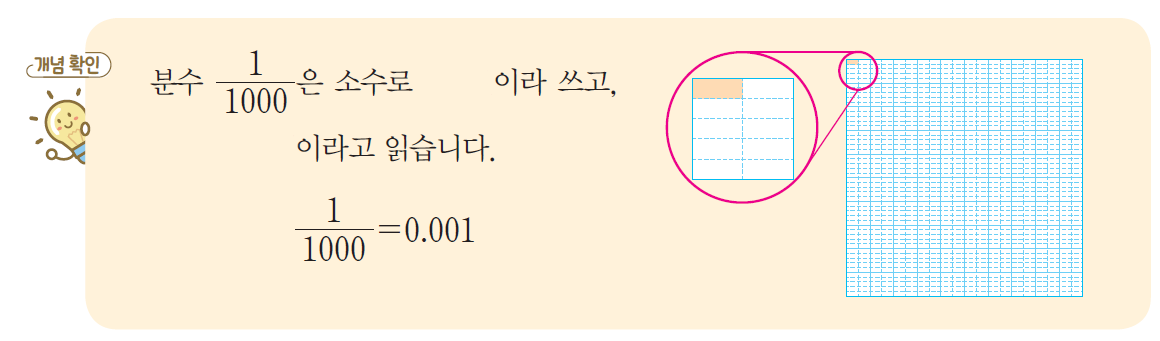 개념 확인
분수 1/1000은 소수로 이라 쓰고,
이라고 읽습니다.
1/1000=0.001